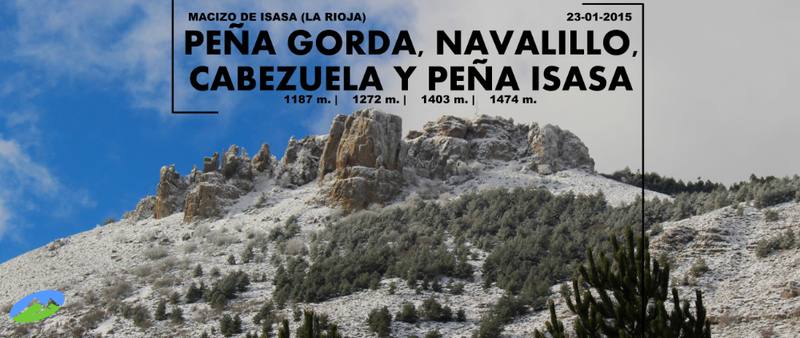 MACIZO DE ISASA (LA RIOJA) 23-01-2015
PEÑA GORDA, NAVALILLO,
CABEZUELA Y PEÑA ISASA
1187 m. | 1272 m. | 1403 m. | 1474 m.